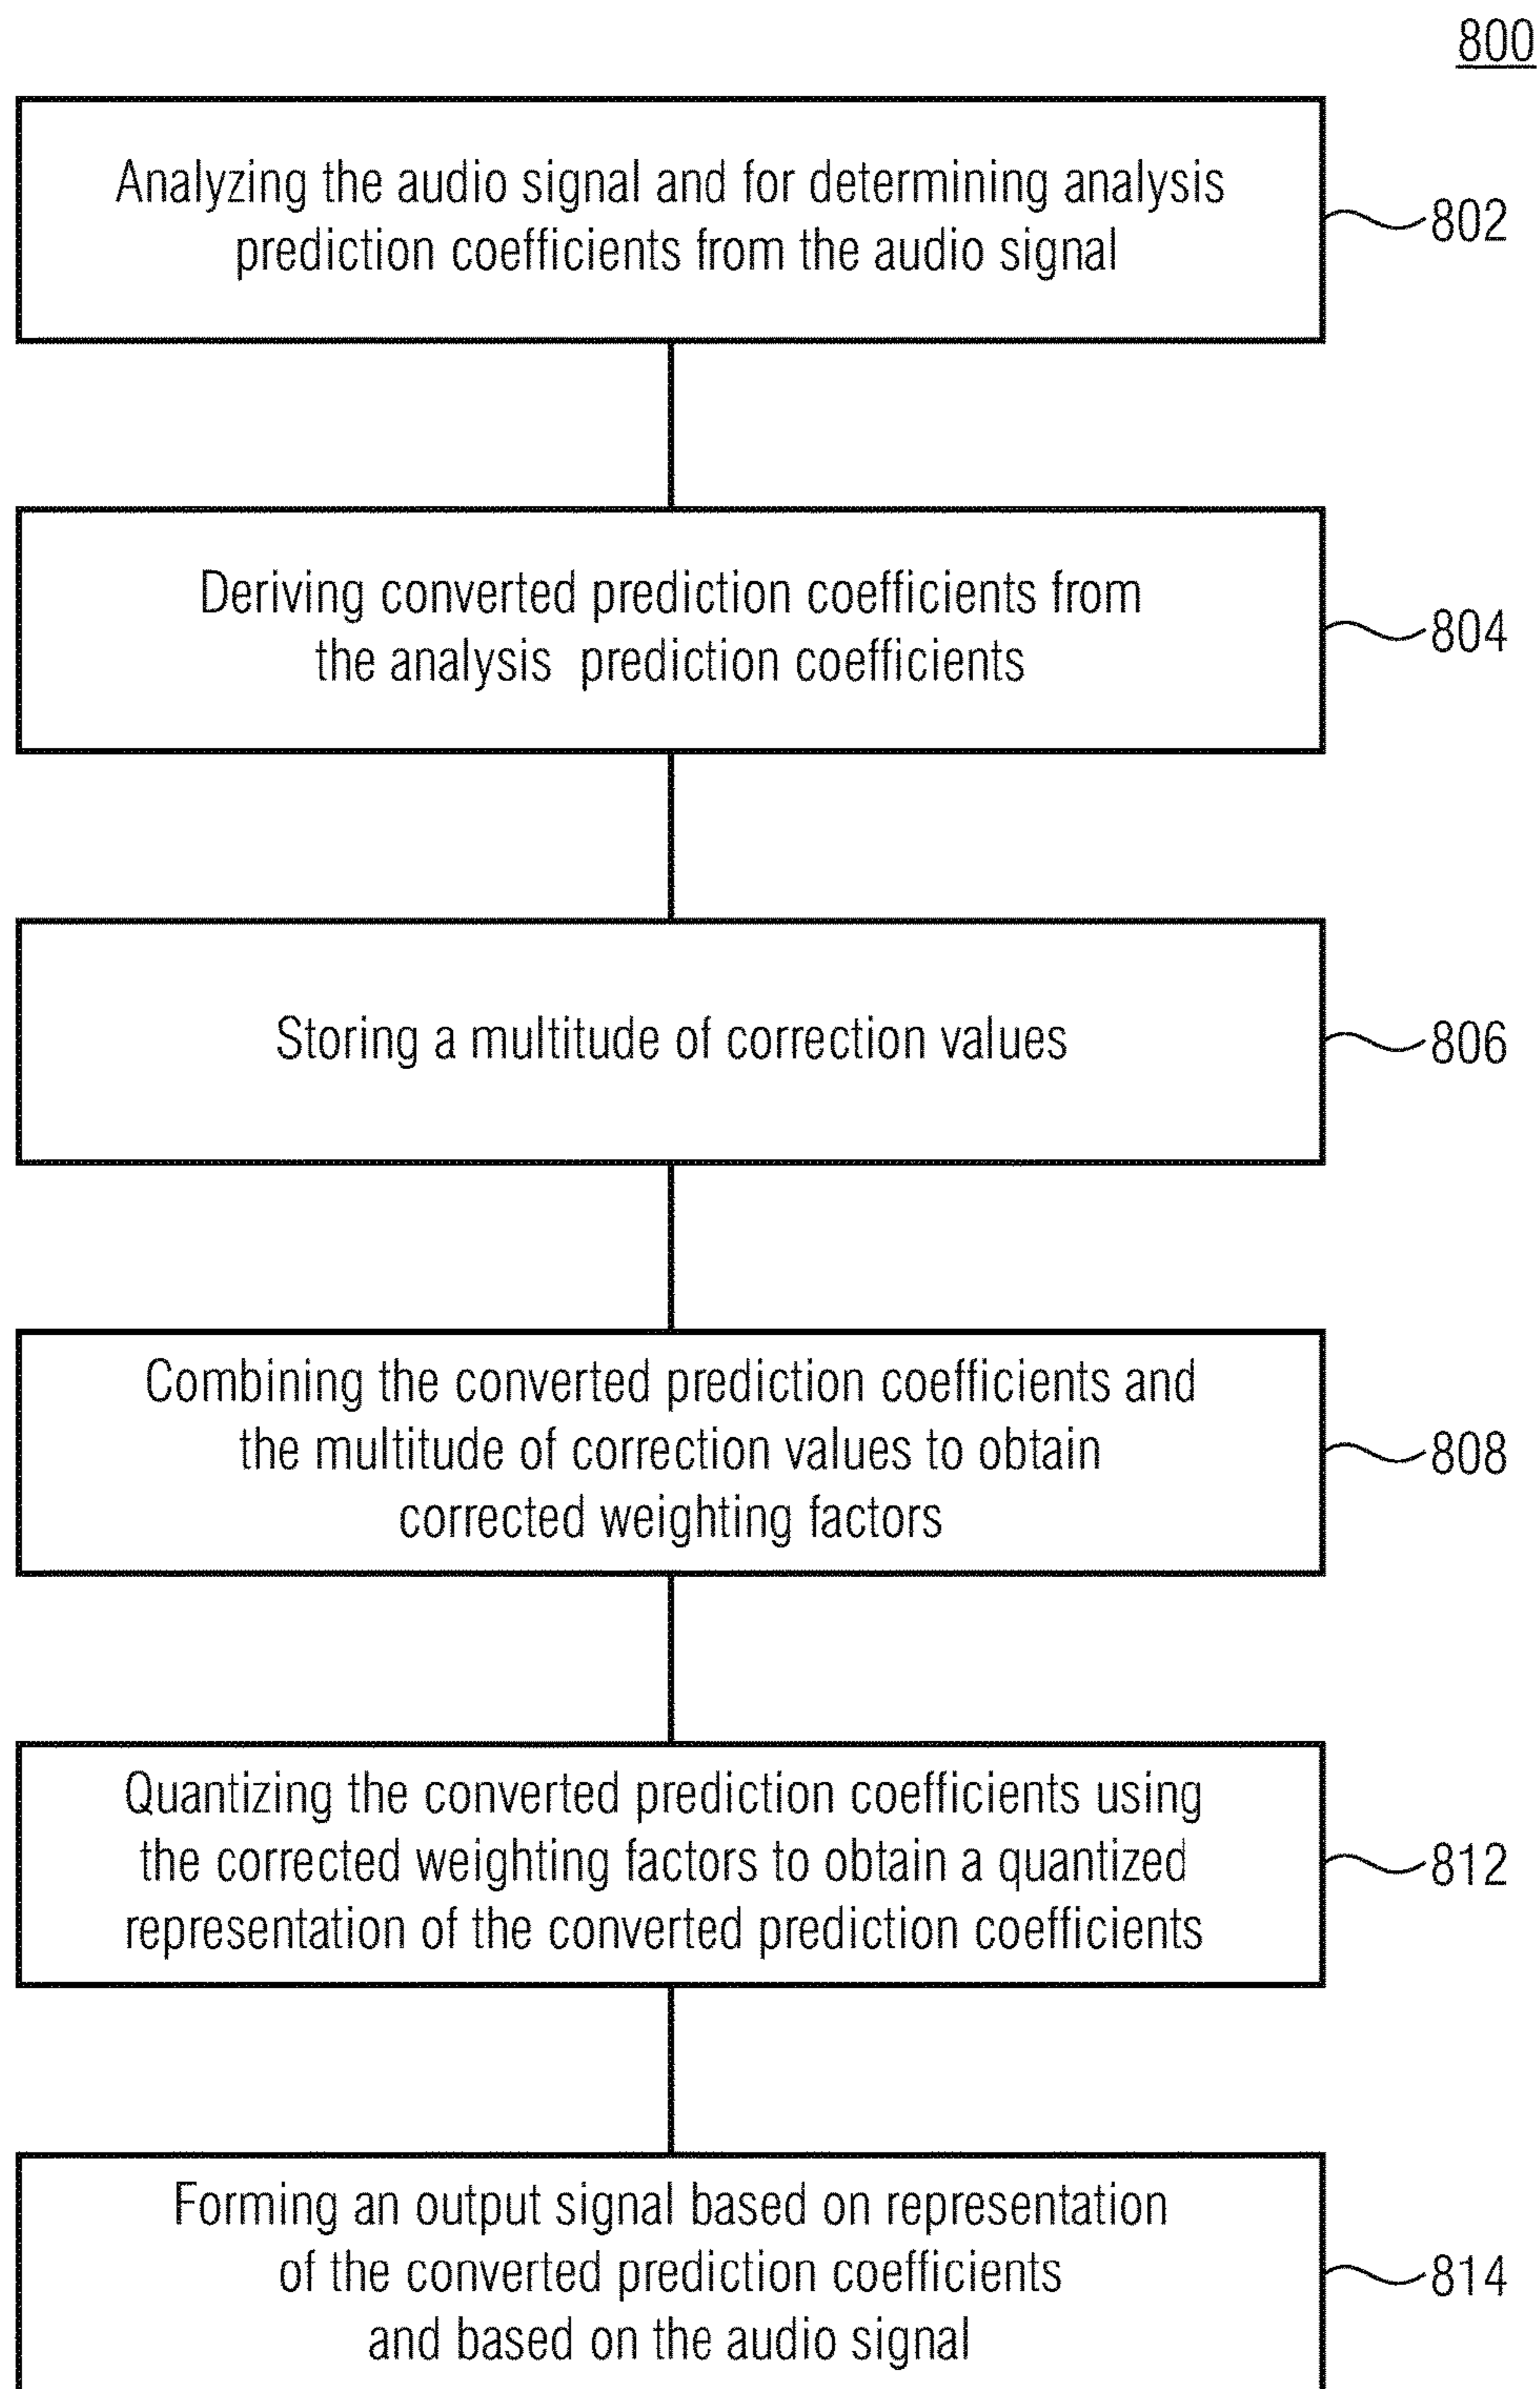 800
Analyzing the audio signal and for determining analysis
prediction coefficients from the audio signal
802
Deriving converted prediction coefficients from
the analysis prediction coefficients
804
Storing a multitude of correction values
806
Combining the converted prediction coefficients and
the multitude of correction values to obtain
corrected weighting factors
808
Quantizing the converted prediction coefficients using
the corrected weighting factors to obtain a quantized
representation of the converted prediction coefficients
812
Forming an output signal based on representation
of the converted prediction coefficients
and based on the audio signal
814